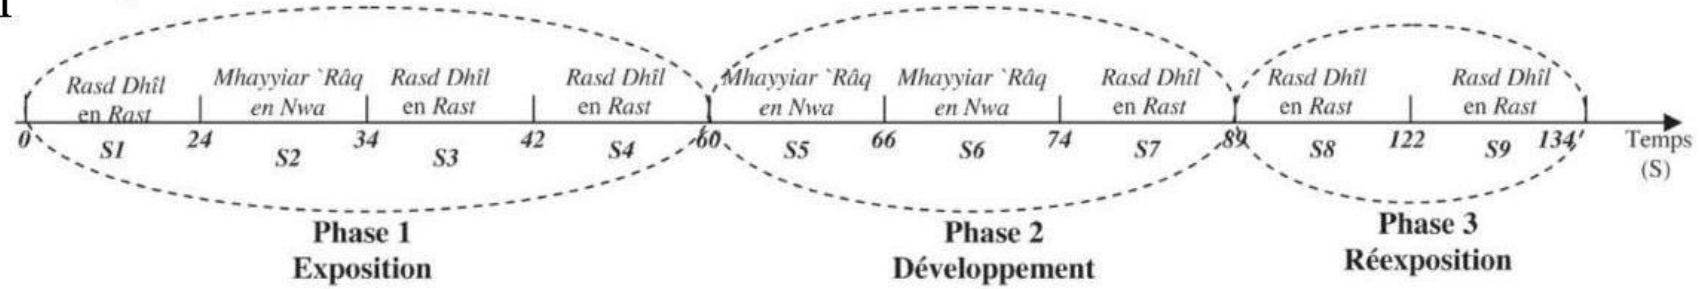 Rasd Dhîl Mhayyiar `Râq Rasd Dhîl Rasd Dhîl Mhayyiar `Râq Mhayyiar `Râq Rasd Dhîl Rasd Dhîl Rasd Dhîl
en Rast en Nwa en Rast en Rast en Nwa en Nwa en Rast en Rast en Rast
0 24 34 42 60 66 74 89 122 134' Temps
S1 S2 S3 S4 S5 S6 S7 S8 S9 (S)
Phase 1 Phase 2 Phase 3
Exposition Développement Réexposition